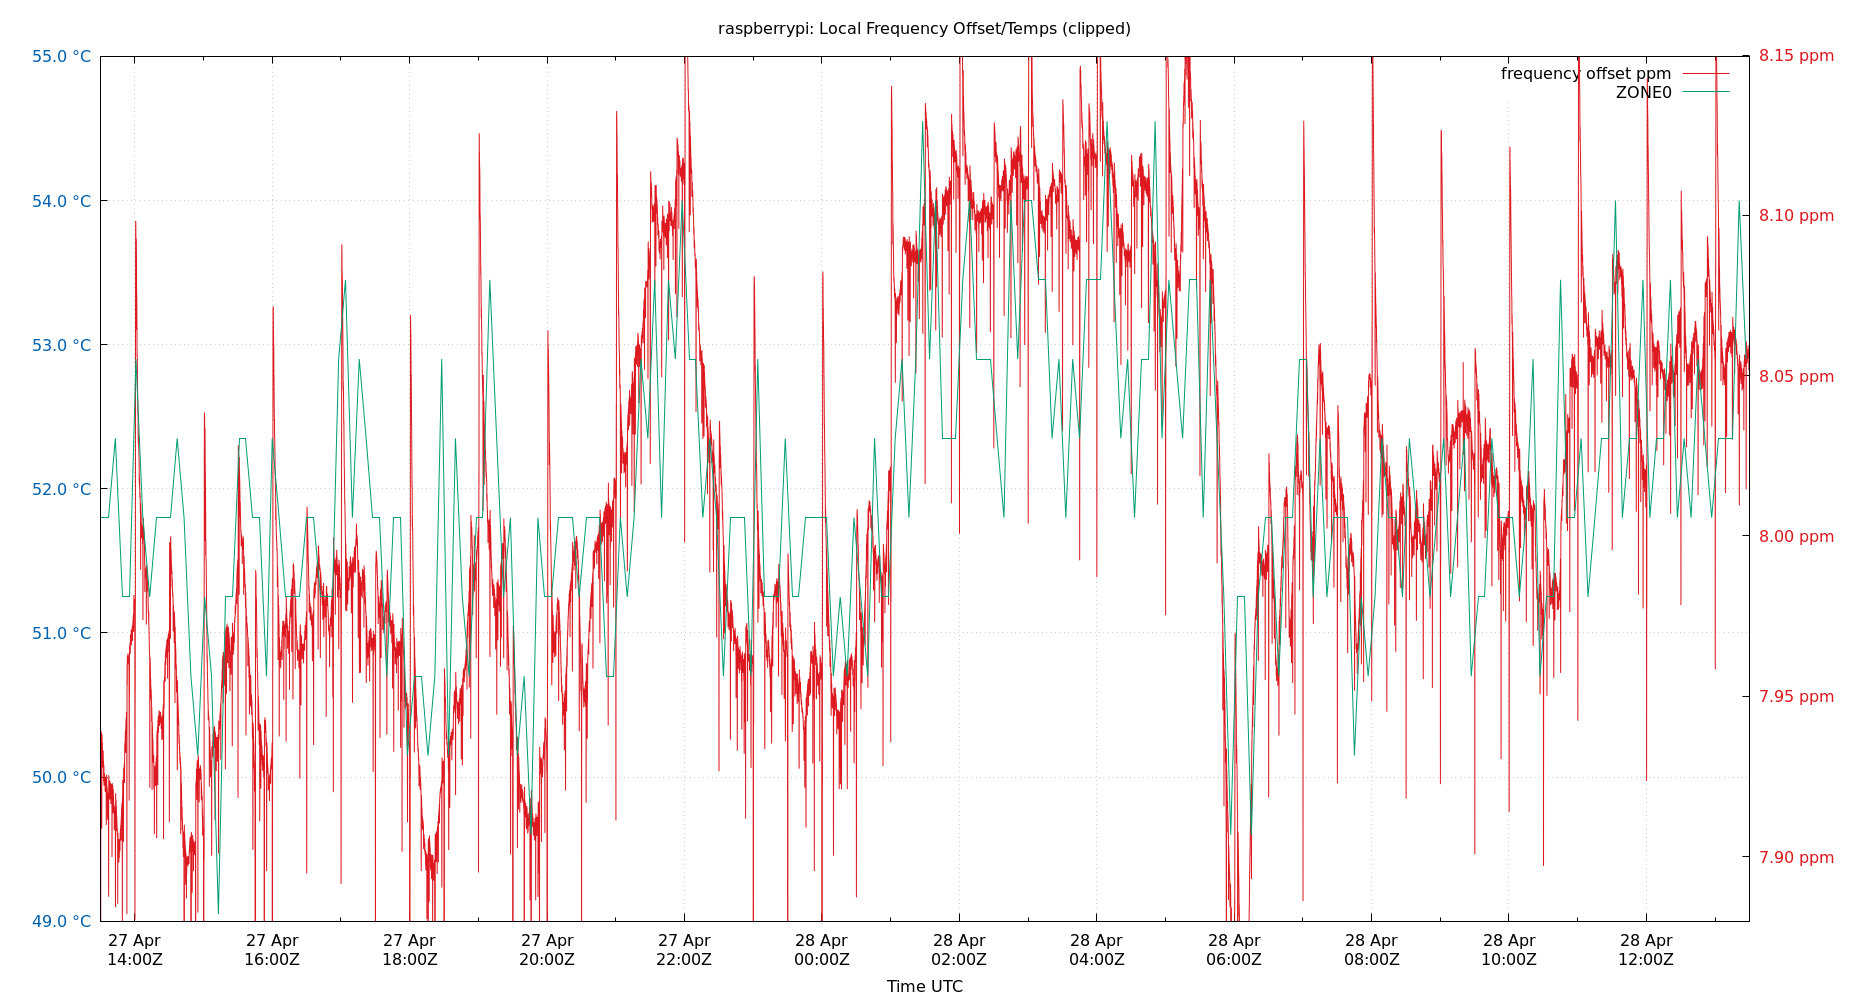 raspberrypi: Local Frequency Offset/Temps (clipped)
55.0 °C
54.0 °C
53.0 °C
52.0 °C
51.0 °C
50.0 °C
49.0 °C
8.15 ppm
8.10 ppm
8.05 ppm
8.00 ppm
7.95 ppm
7.90 ppm
frequency offset ppm
ZONE0
27 Apr
14:00Z
27 Apr
16:00Z
27 Apr
18:00Z
27 Apr
20:00Z
27 Apr
22:00Z
28 Apr
00:00Z
28 Apr
02:00Z
28 Apr
04:00Z
28 Apr
06:00Z
28 Apr
08:00Z
28 Apr
10:00Z
28 Apr
12:00Z
Time UTC